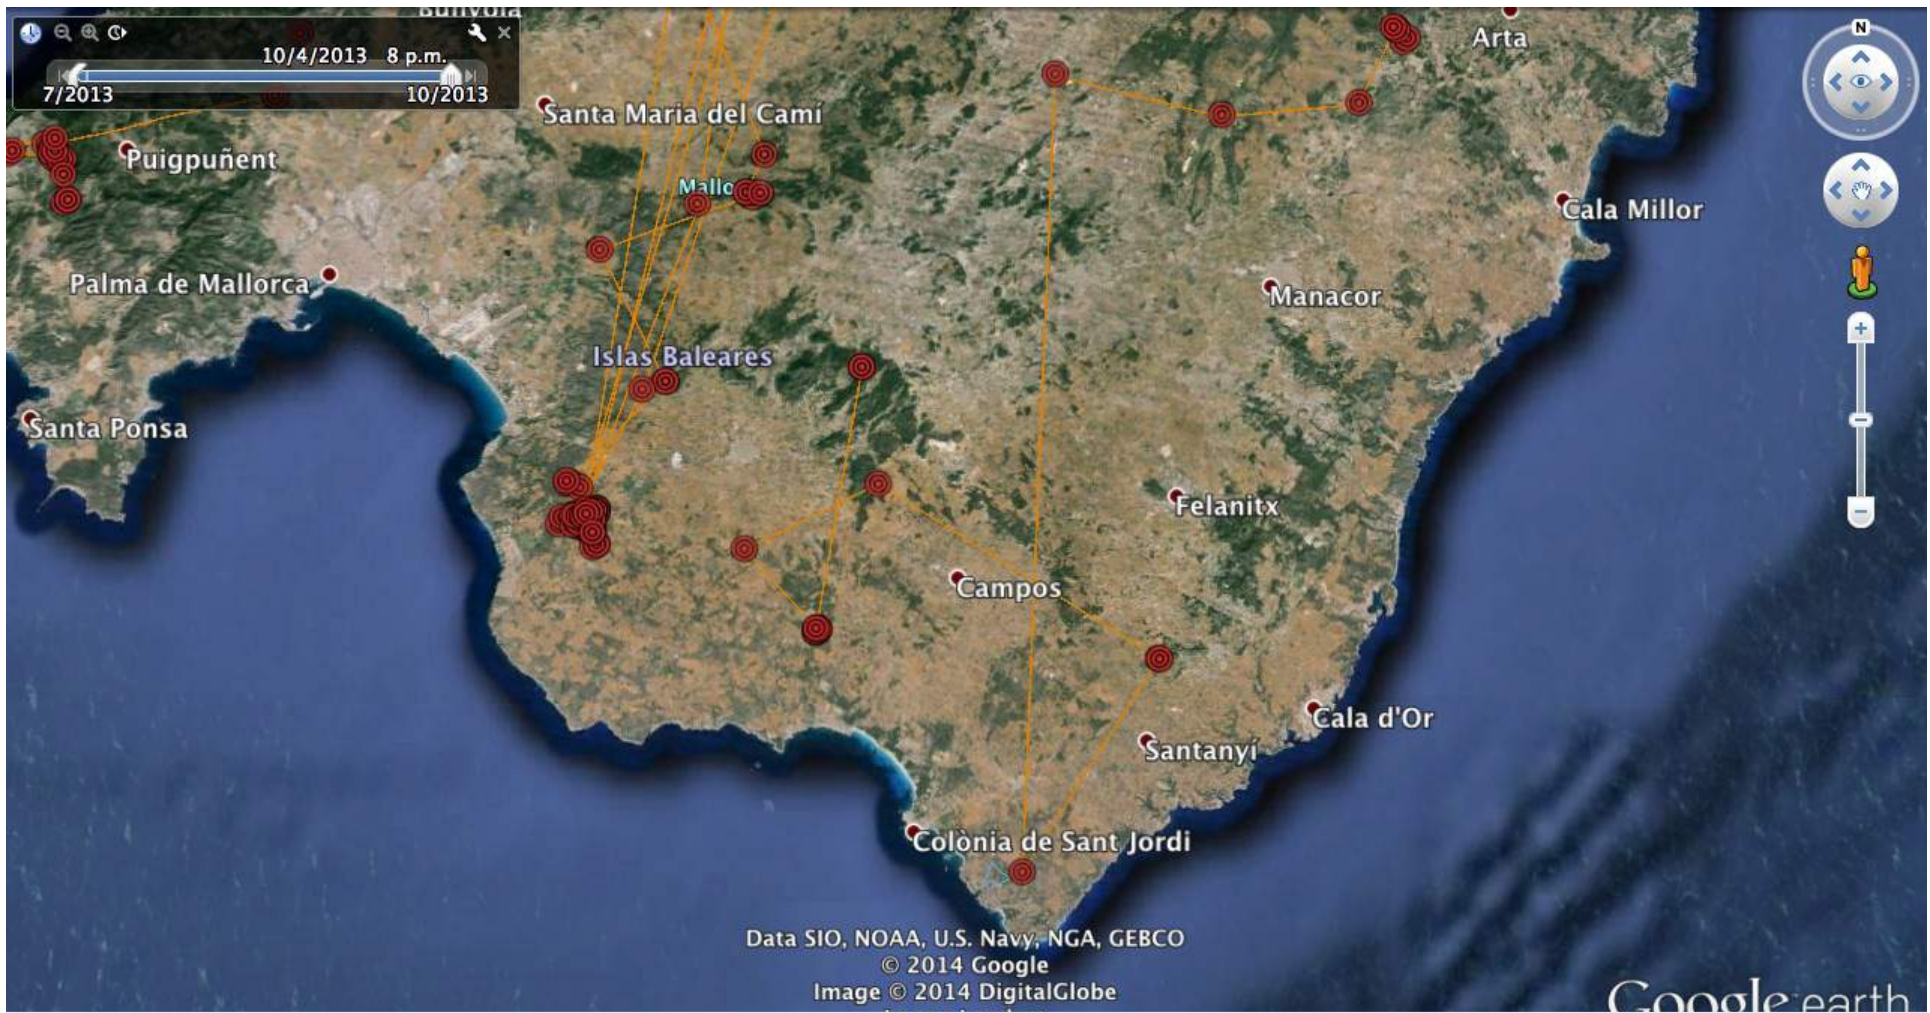 Bunyola
10/4/2013 8 p.m.
7/2013
10/2013
N
Arta
Santa Maria del Camí
Puigpuñent
Mallo
Cala Millor
Palma de Mallorca
Manacor
Islas Baleares
Santa Ponsa
Felanitx
Campos
Cala d'Or
Santanyí
Colònia de Sant Jordi
Data SIO, NOAA, U.S. Navy, NGA, GEBCO
© 2014 Google
Image © 2014 DigitalGlobe
Google earth